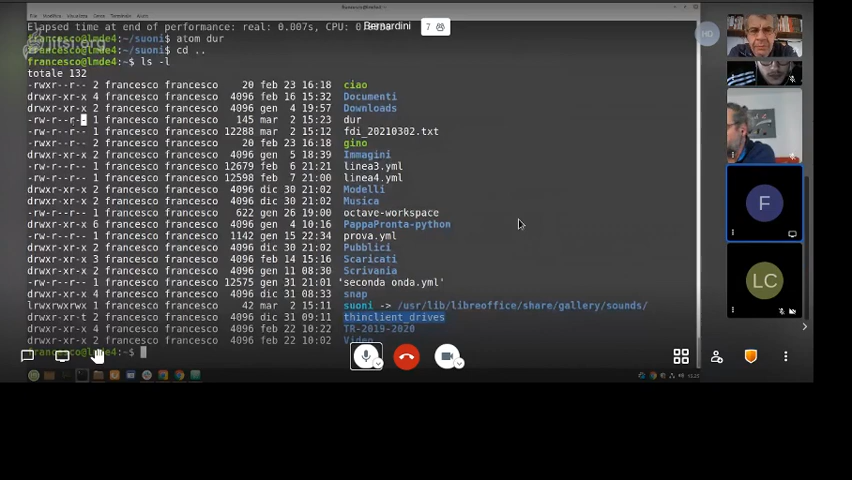 Elapsed time at end of performance: real: 0.007s, CPU: 0.
Bernardini
7
jitsi.org
francesco@lmde4:~/suoni$ atom dur
francesco@lmde4:~/suoni$ cd ..
francesco@lmde4:~$ ls -l
totale 132
-rwxr--r-- 2 francesco francesco 20 feb 23 16:18 ciao
drwxr-xr-x 4 francesco francesco 4096 feb 16 15:32 Documenti
drwxr-xr-x 2 francesco francesco 4096 feb 4 19:57 Downloads
-rw-r--r-- 1 francesco francesco 145 mar 2 15:23 dur
-rw-r--r-- 1 francesco francesco 12288 mar 2 15:12 fdi_20210302.txt
-rwxr--r-- 2 francesco francesco 20 feb 23 16:18 gino
drwxr-xr-x 2 francesco francesco 4096 gen 5 18:39 Immagini
-rw-r--r-- 1 francesco francesco 12679 feb 6 21:21 linea3.yml
-rw-r--r-- 1 francesco francesco 12598 feb 7 21:00 linea4.yml
drwxr-xr-x 2 francesco francesco 4096 dic 30 21:02 Modelli
drwxr-xr-x 2 francesco francesco 4096 dic 30 21:02 Musica
-rw-r--r-- 1 francesco francesco 622 gen 26 19:00 octave-workspace
drwxr-xr-x 6 francesco francesco 4096 gen 4 10:16 PappaPronta-python
-rw-r--r-- 1 francesco francesco 1142 gen 15 22:34 prova.yml
drwxr-xr-x 2 francesco francesco 4096 dic 30 21:02 Pubblici
drwxr-xr-x 3 francesco francesco 4096 feb 14 15:16 Scaricati
drwxr-xr-x 2 francesco francesco 4096 gen 11 08:30 Scrivania
-rw-r--r-- 1 francesco francesco 12575 gen 31 21:01 'seconda onda.yml'
drwxr-xr-x 4 francesco francesco 4096 dic 31 08:33 snap
lrwxrwxrwx 1 francesco francesco 42 mar 2 15:11 suoni -> /usr/lib/libreoffice/share/gallery/sounds/
drwxr-xr-t 2 francesco francesco 4096 dic 31 09:11 thinclient_drives
drwxr-xr-x 4 francesco francesco 4096 feb 22 10:22 TR-2019-2020
drwxr-xr-x 2 francesco francesco 4096 feb 22 10:02 Video
francesco@lmde4:~$
HD
F
LC